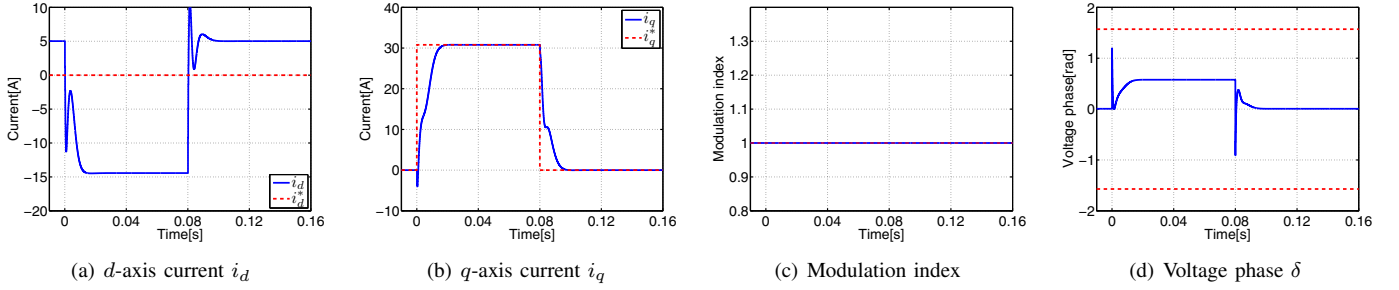 10
5
0
−5
−10
−15
−20
Current[A]
0 0.04 0.08 0.12 0.16
Time[s]
i_d
i_d^*
(a) d-axis current i_d
40
30
20
10
0
−10
Current[A]
0 0.04 0.08 0.12 0.16
Time[s]
i_q
i_q^*
(b) q-axis current i_q
1.3
1.2
1.1
1
0.9
0.8
Modulation index
0 0.04 0.08 0.12 0.16
Time[s]
(c) Modulation index
2
1
0
−1
−2
Voltage phase[rad]
0 0.04 0.08 0.12 0.16
Time[s]
(d) Voltage phase δ